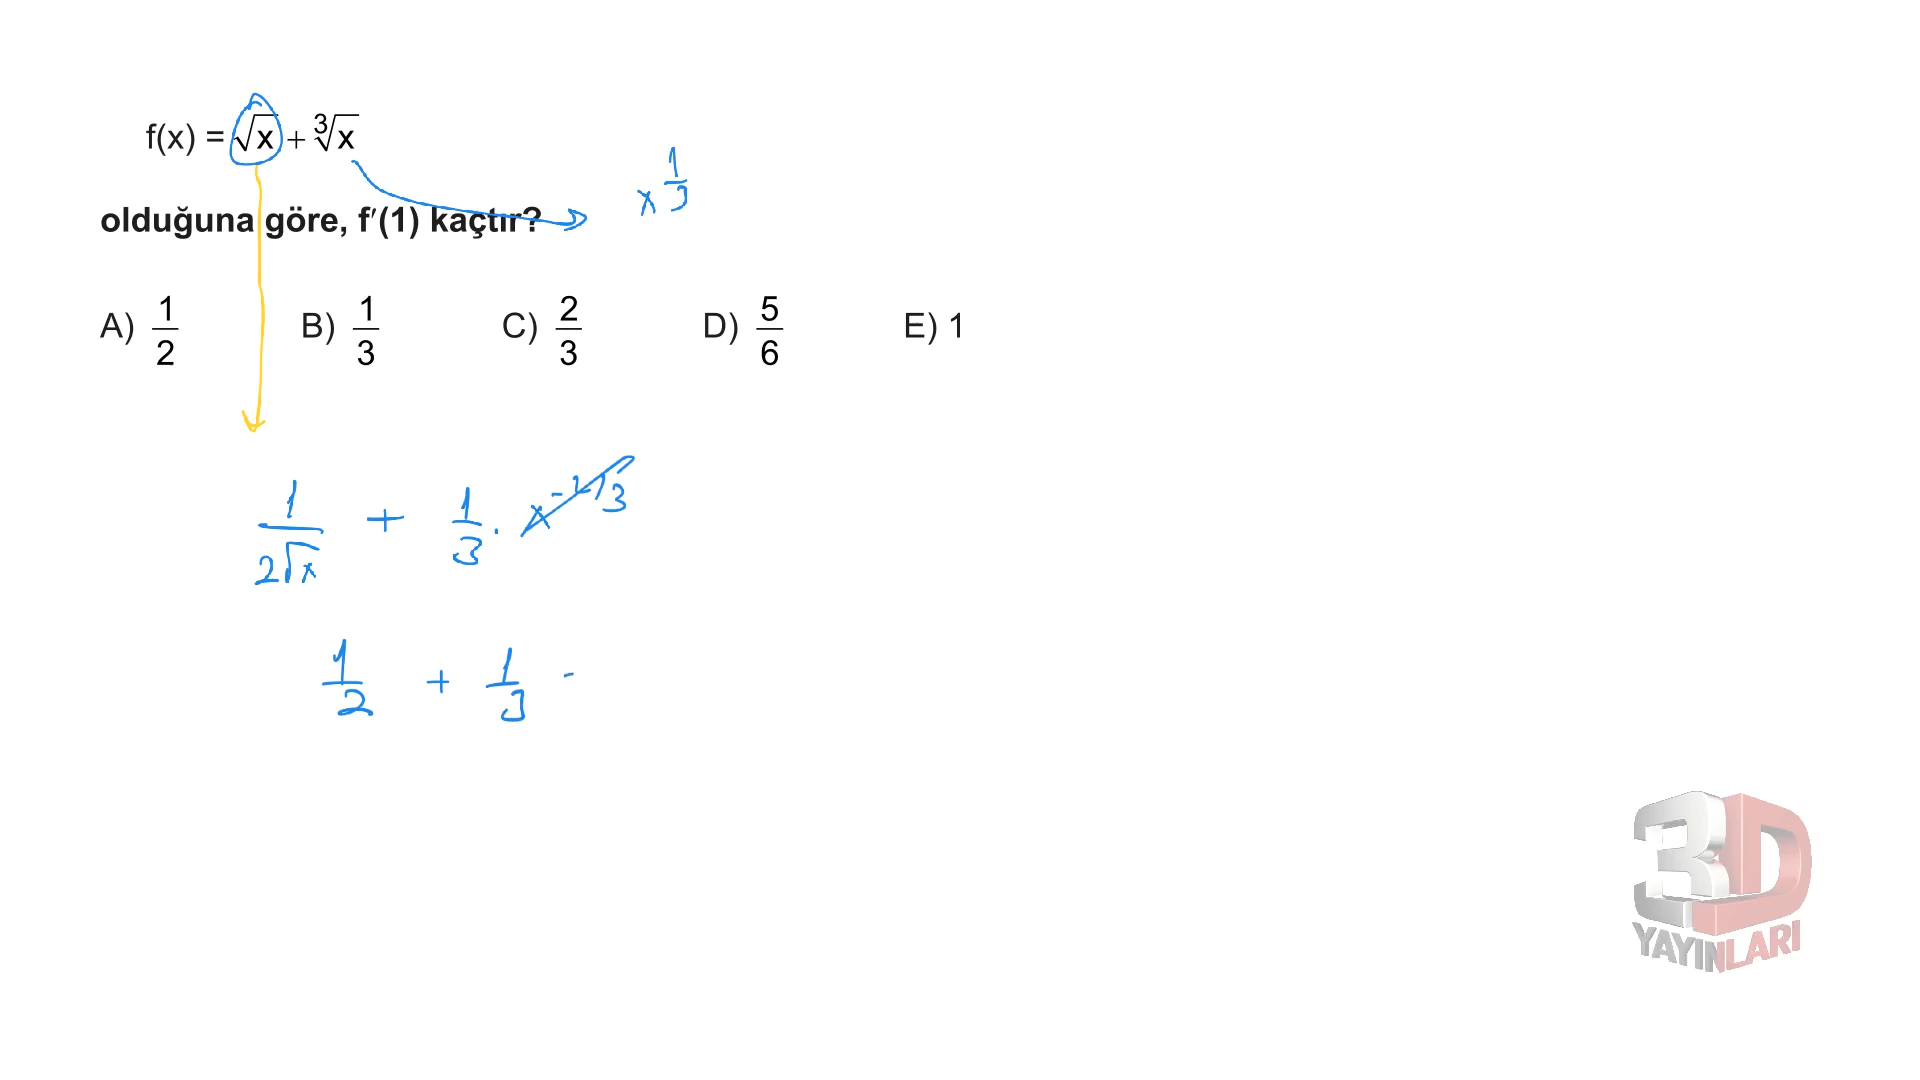 f(x) = √x + ∛x
x^(1/3)
olduğuna göre, f′(1) kaçtır?
A) 1/2 B) 1/3 C) 2/3 D) 5/6 E) 1
1/(2√x) + 1/3 · x^(-2/3)
1/2 + 1/3 -
3D
YAYINLARI